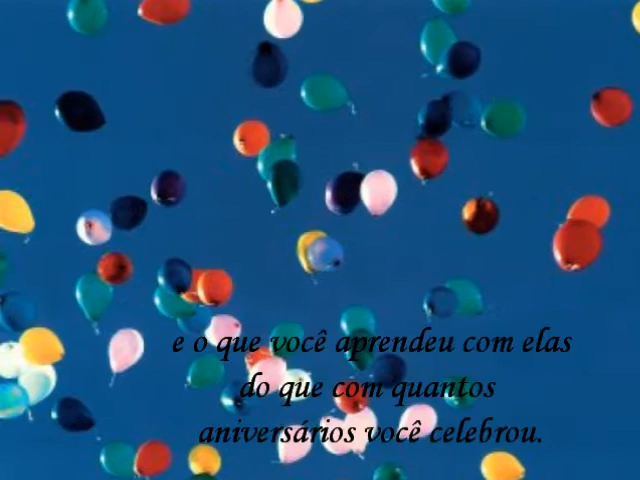 e o que você aprendeu com elas
do que com quantos
aniversários você celebrou.